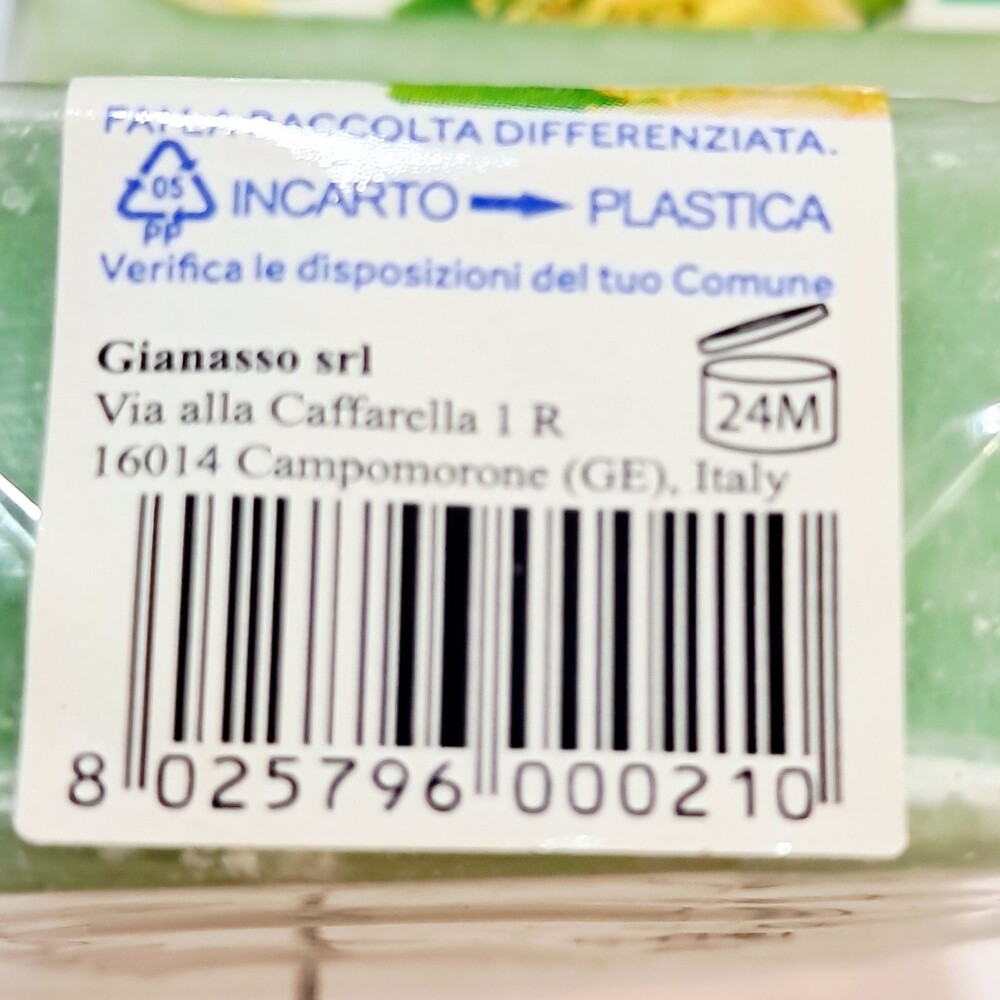 FAI LA RACCOLTA DIFFERENZIATA.
05
pp
INCARTO PLASTICA
Verifica le disposizioni del tuo Comune
Gianasso srl
Via alla Caffarella 1 R
16014 Campomorone (GE), Italy
24M
8 025796 000210